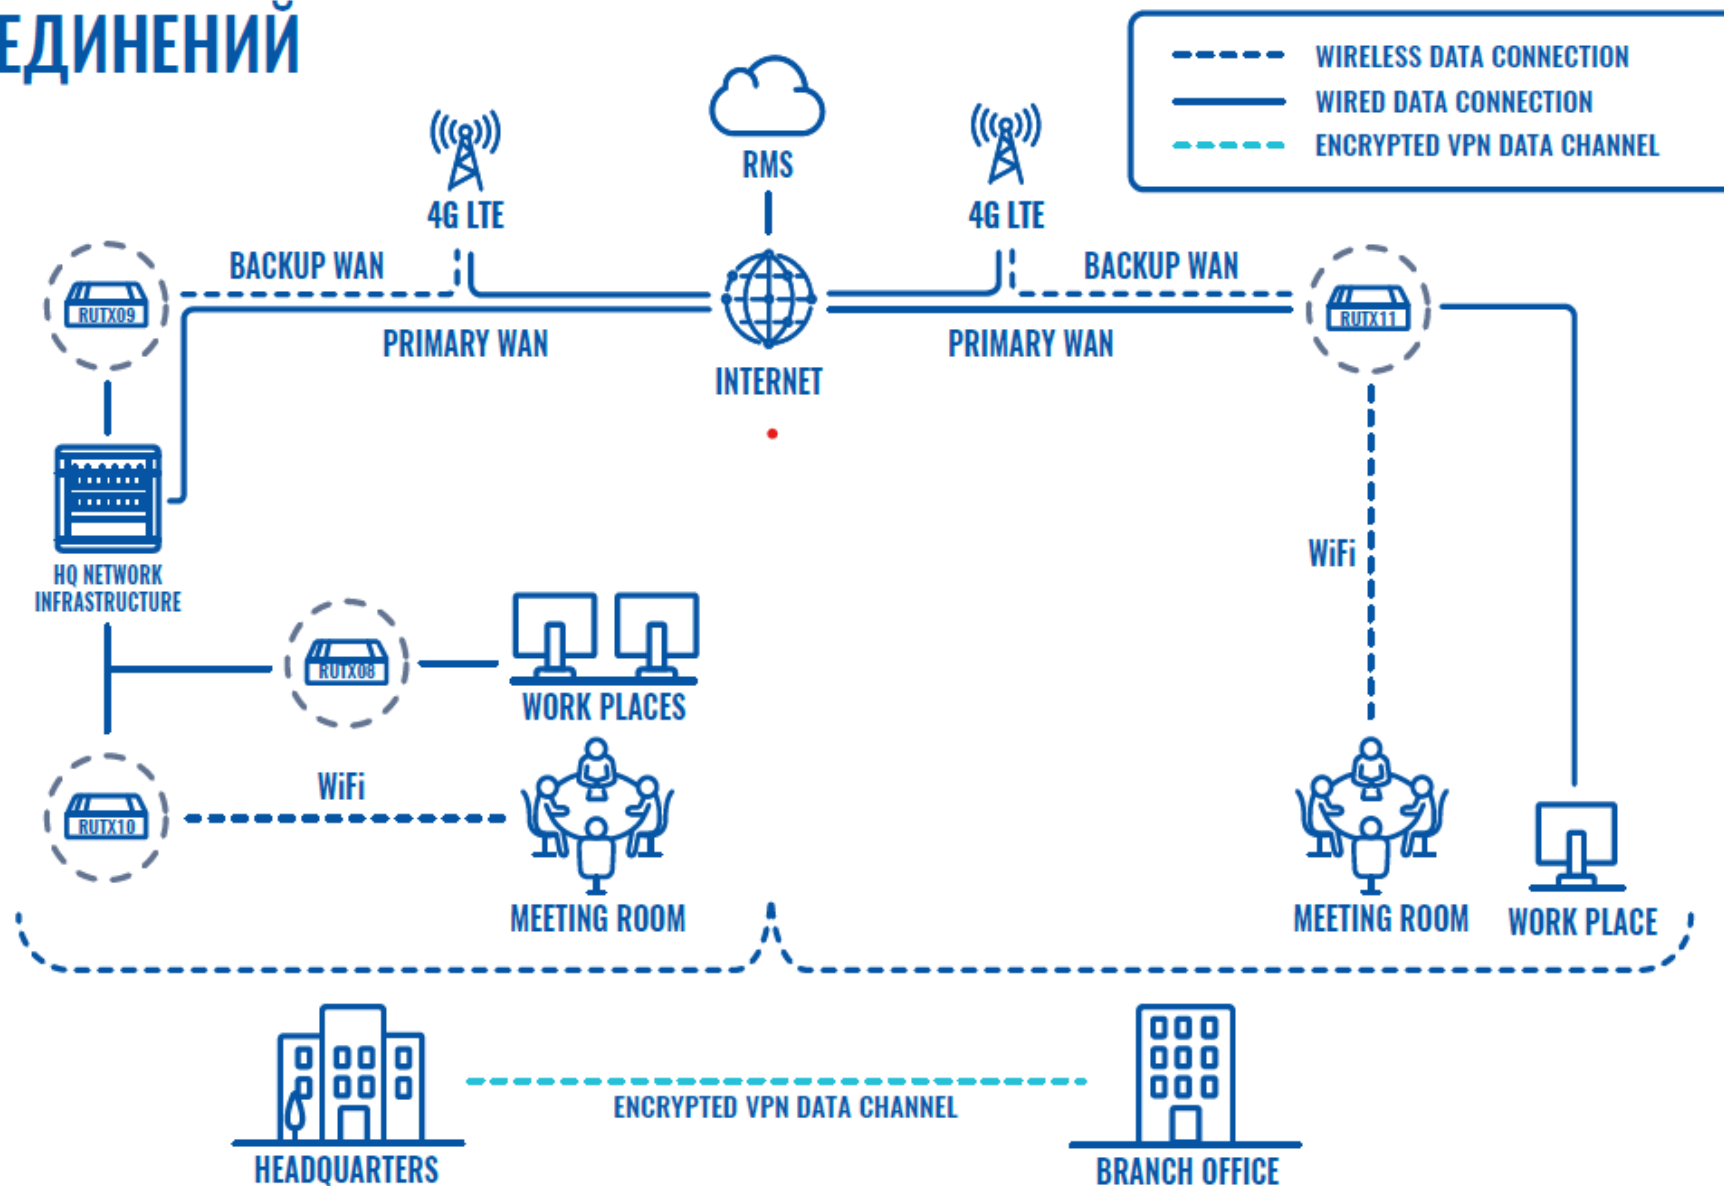 ЕДИНЕНИЙ
WIRELESS DATA CONNECTION
WIRED DATA CONNECTION
ENCRYPTED VPN DATA CHANNEL
RMS
4G LTE
4G LTE
BACKUP WAN
BACKUP WAN
RUTX09
RUTX11
PRIMARY WAN
PRIMARY WAN
INTERNET
WiFi
HQ NETWORK
INFRASTRUCTURE
RUTX08
WORK PLACES
WiFi
RUTX10
MEETING ROOM
MEETING ROOM
WORK PLACE
ENCRYPTED VPN DATA CHANNEL
HEADQUARTERS
BRANCH OFFICE